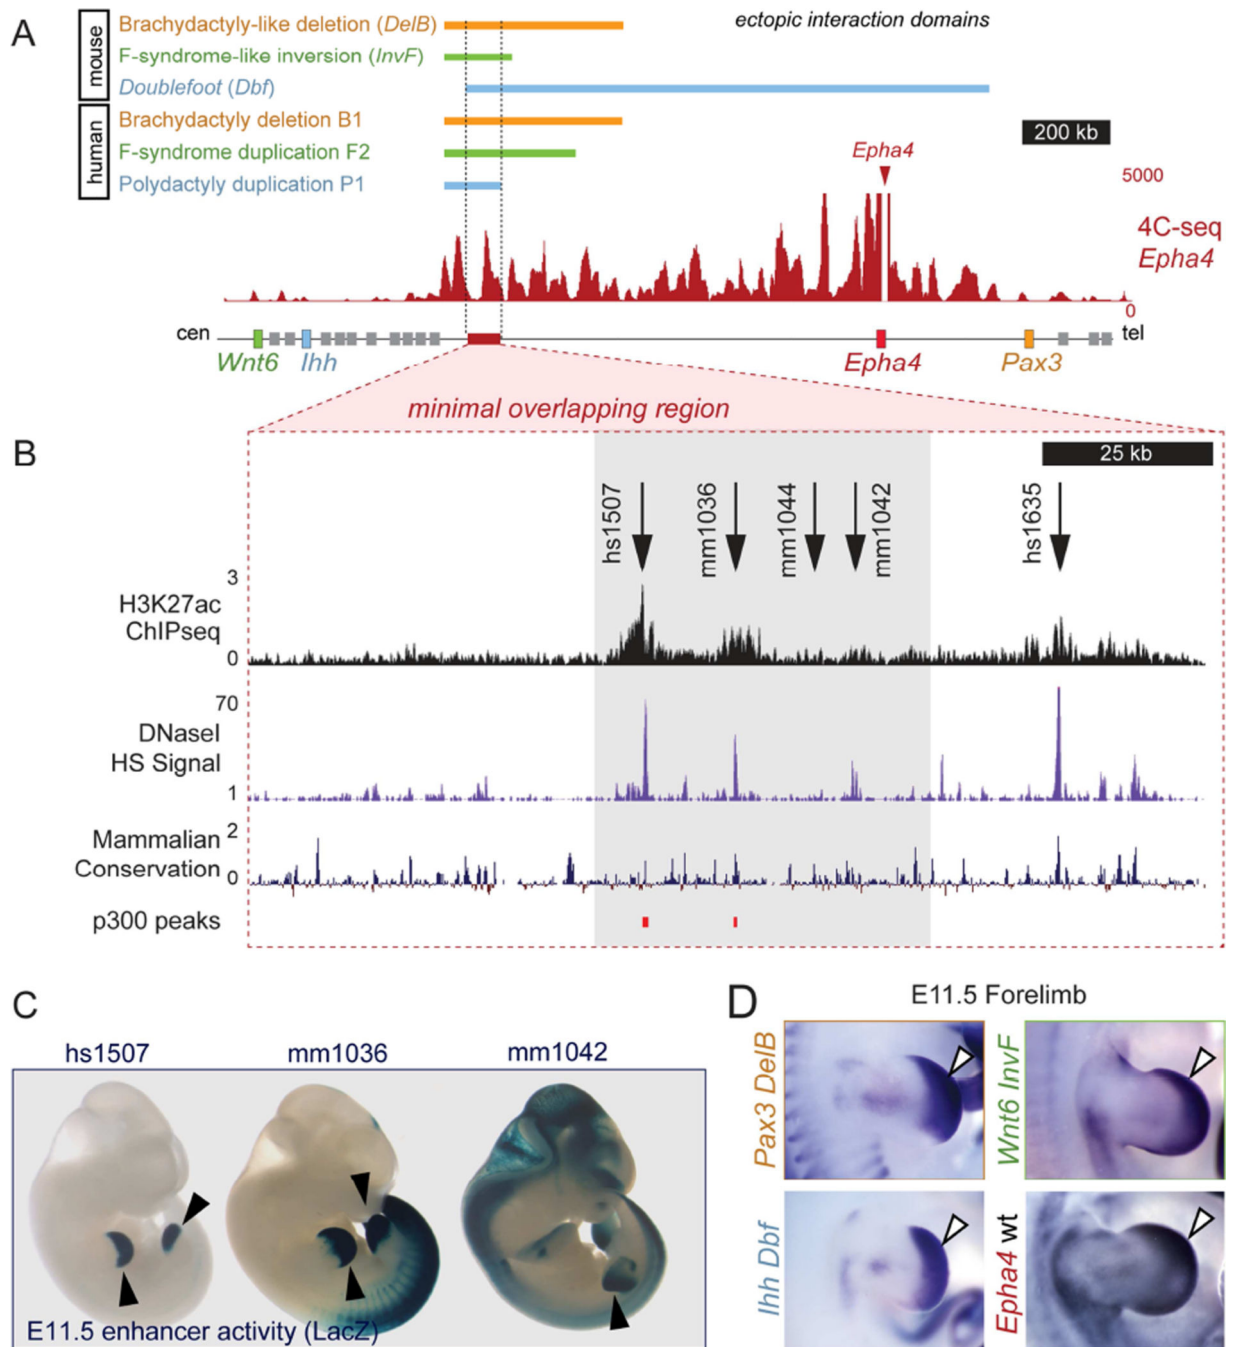 A
mouse
human
Brachydactyly-like deletion (DelB)
F-syndrome-like inversion (InvF)
Doublefoot (Dbf)
Brachydactyly deletion B1
F-syndrome duplication F2
Polydactyly duplication P1
ectopic interaction domains
200 kb
Epha4
5000
4C-seq
Epha4
0
cen
tel
Wnt6
Ihh
Epha4
Pax3
minimal overlapping region
B
25 kb
hs1507
mm1036
mm1044
mm1042
hs1635
3
H3K27ac
ChIPseq
0
70
DNaseI
HS Signal
1
Mammalian
Conservation
2
0
p300 peaks
C
hs1507
mm1036
mm1042
E11.5 enhancer activity (LacZ)
D
E11.5 Forelimb
Pax3 DelB
Wnt6 InvF
Ihh Dbf
Epha4 wt